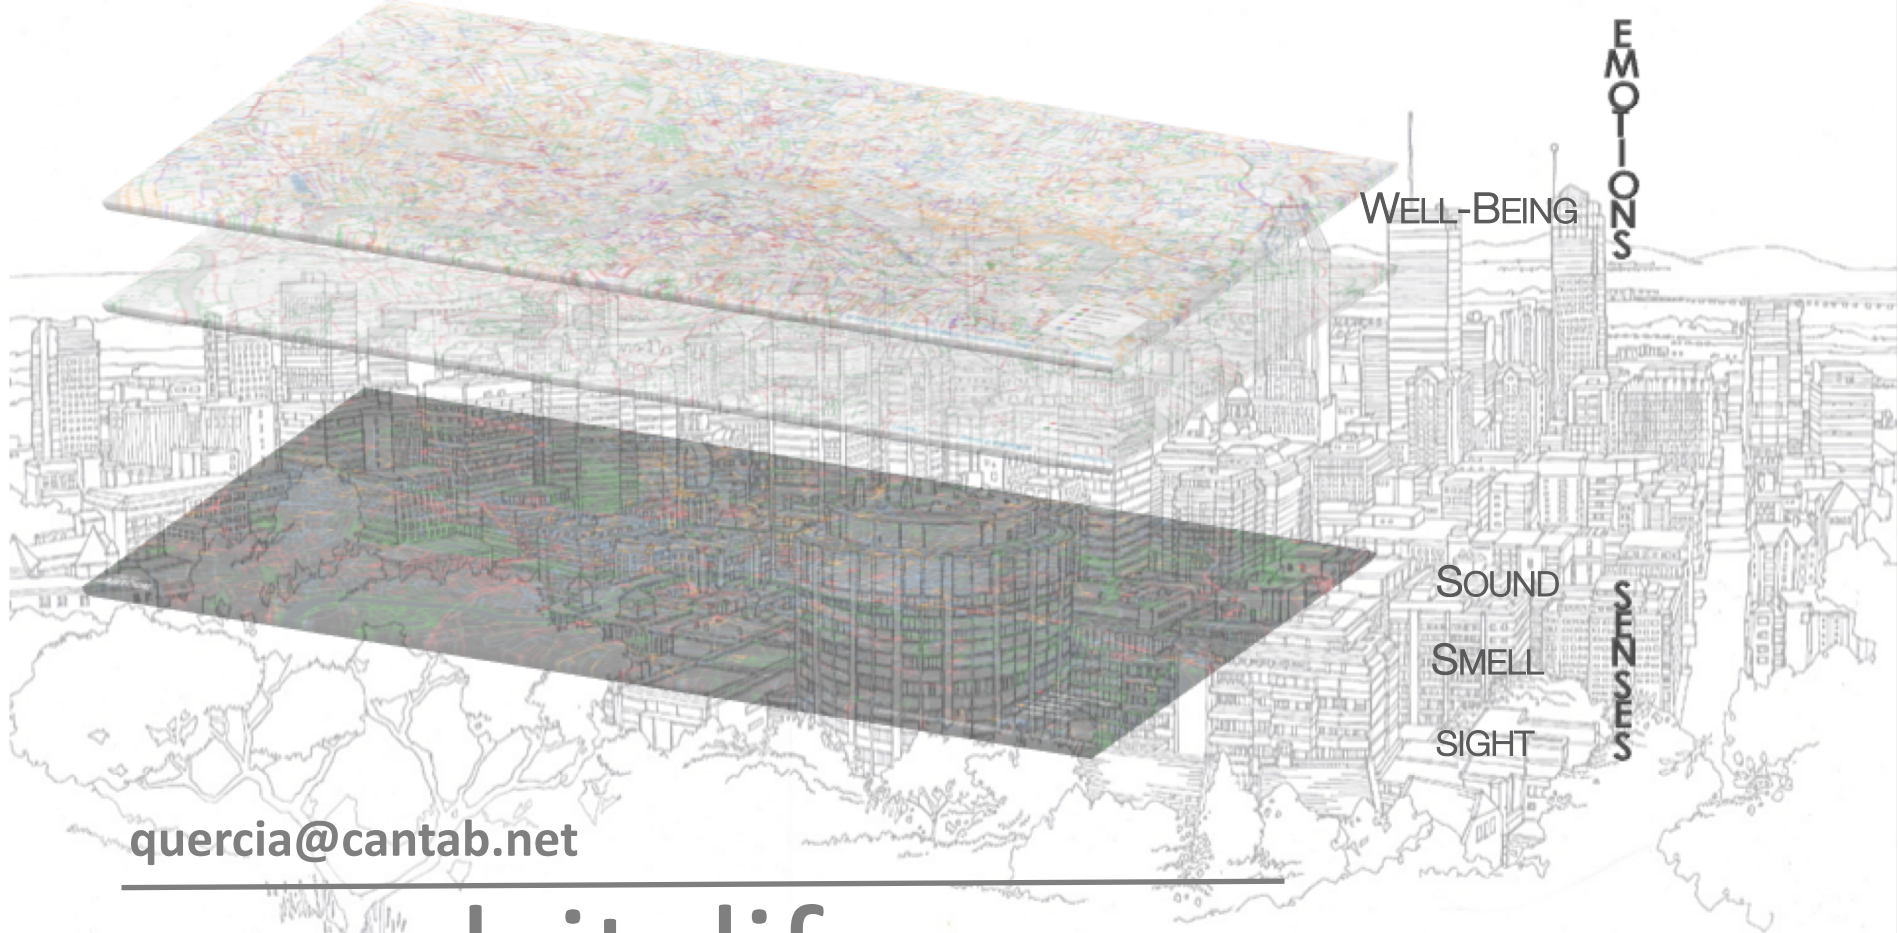 EMOTIONS
WELL-BEING
SOUND
SENSES
SMELL
SIGHT
quercia@cantab.net